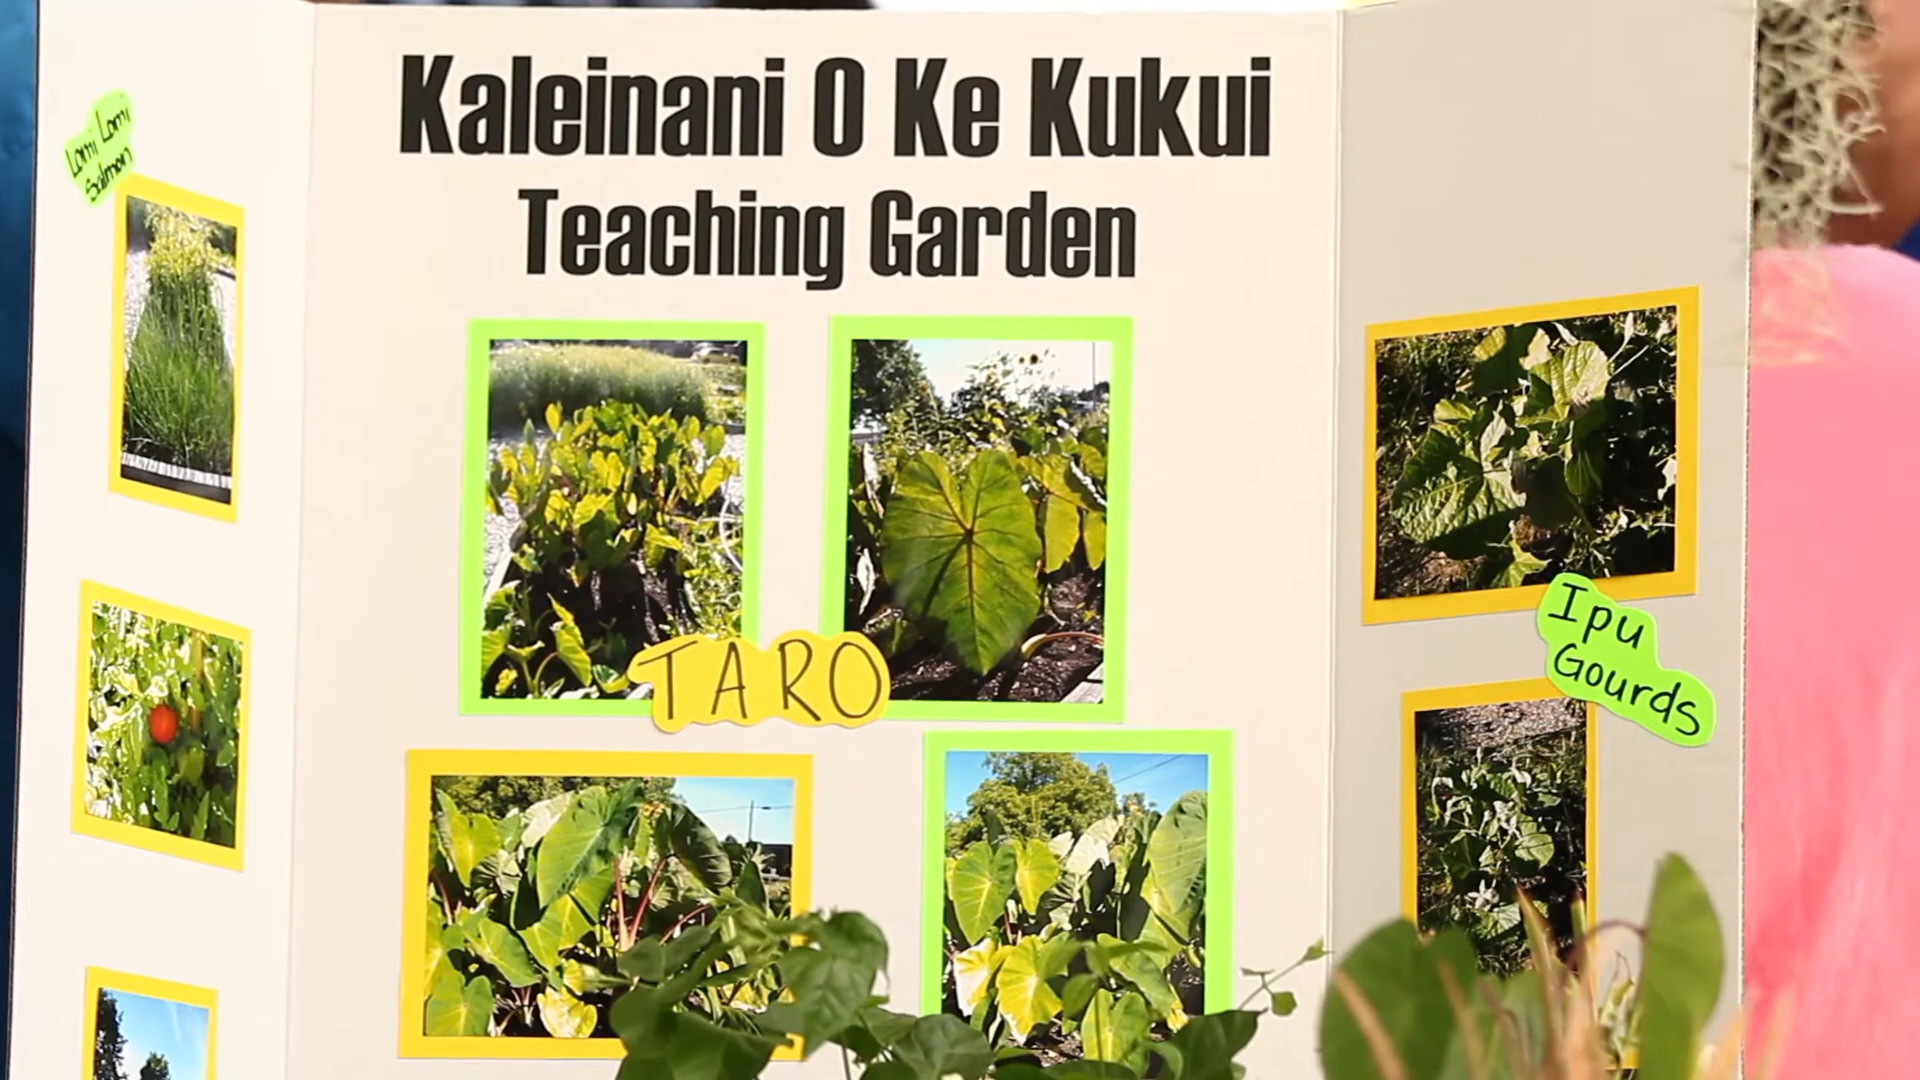 Kaleinani O Ke Kukui
Teaching Garden
Lomi Lomi
Salmon
TARO
Ipu
Gourds